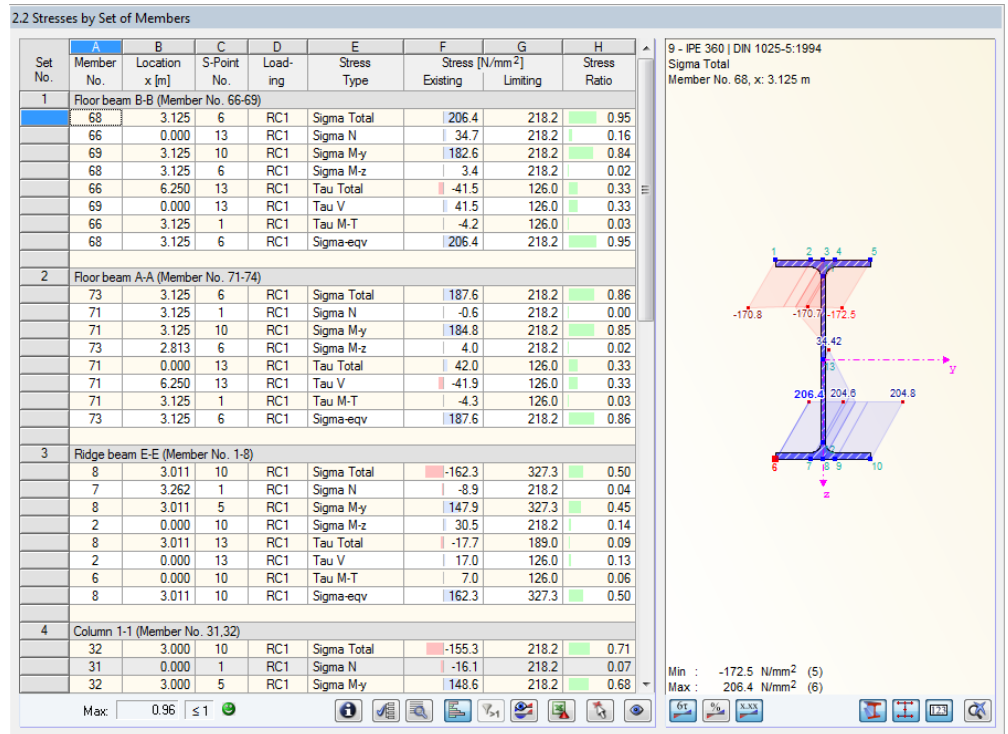 2.2 Stresses by Set of Members
A B C D E F G H
Set Member Location S-Point Load- Stress Stress [N/mm2] Stress
No. No. x [m] No. ing Type Existing Limiting Ratio
1 Floor beam B-B (Member No. 66-69)
68 3.125 6 RC1 Sigma Total 206.4 218.2 0.95
66 0.000 13 RC1 Sigma N 34.7 218.2 0.16
69 3.125 10 RC1 Sigma M-y 182.6 218.2 0.84
68 3.125 6 RC1 Sigma M-z 3.4 218.2 0.02
66 6.250 13 RC1 Tau Total -41.5 126.0 0.33
69 0.000 13 RC1 Tau V 41.5 126.0 0.33
66 3.125 1 RC1 Tau M-T -4.2 126.0 0.03
68 3.125 6 RC1 Sigma-eqv 206.4 218.2 0.95
2 Floor beam A-A (Member No. 71-74)
73 3.125 6 RC1 Sigma Total 187.6 218.2 0.86
71 3.125 1 RC1 Sigma N -0.6 218.2 0.00
71 3.125 10 RC1 Sigma M-y 184.8 218.2 0.85
73 2.813 6 RC1 Sigma M-z 4.0 218.2 0.02
71 0.000 13 RC1 Tau Total 42.0 126.0 0.33
71 6.250 13 RC1 Tau V -41.9 126.0 0.33
71 3.125 1 RC1 Tau M-T -4.3 126.0 0.03
73 3.125 6 RC1 Sigma-eqv 187.6 218.2 0.86
3 Ridge beam E-E (Member No. 1-8)
8 3.011 10 RC1 Sigma Total -162.3 327.3 0.50
7 3.262 1 RC1 Sigma N -8.9 218.2 0.04
8 3.011 5 RC1 Sigma M-y 147.9 327.3 0.45
2 0.000 10 RC1 Sigma M-z 30.5 218.2 0.14
8 3.011 13 RC1 Tau Total -17.7 189.0 0.09
2 0.000 13 RC1 Tau V 17.0 126.0 0.13
6 0.000 10 RC1 Tau M-T 7.0 126.0 0.06
8 3.011 10 RC1 Sigma-eqv 162.3 327.3 0.50
4 Column 1-1 (Member No. 31,32)
32 3.000 10 RC1 Sigma Total -155.3 218.2 0.71
31 0.000 1 RC1 Sigma N -16.1 218.2 0.07
32 3.000 5 RC1 Sigma M-y 148.6 218.2 0.68
Max: 0.96 ≤ 1
9 - IPE 360 | DIN 1025-5:1994
Sigma Total
Member No. 68, x: 3.125 m
1 2 3 4 5
-170.8 -170.7 -172.5
34.42
13 y
206.4 204.6 204.8
6 7 8 9 10
z
Min : -172.5 N/mm2 (5)
Max : 206.4 N/mm2 (6)